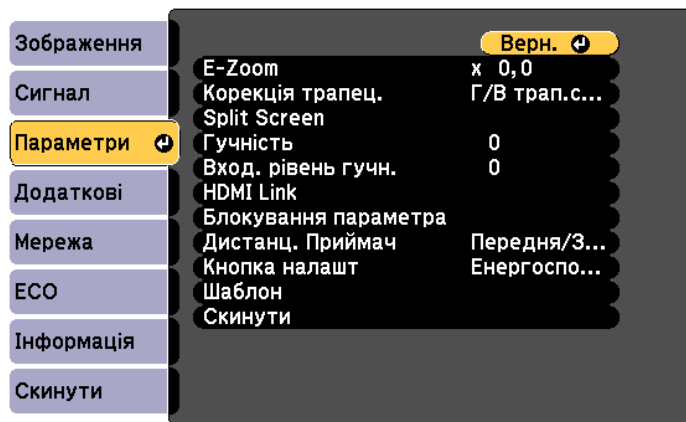 Зображення
Сигнал
Параметри
Додаткові
Мережа
ECO
Інформація
Скинути
Верн.
E-Zoom x 0,0
Корекція трапец. Г/В трап.с...
Split Screen
Гучність 0
Вход. рівень гучн. 0
HDMI Link
Блокування параметра
Дистанц. Приймач Передня/З...
Кнопка налашт Енергоспо...
Шаблон
Скинути